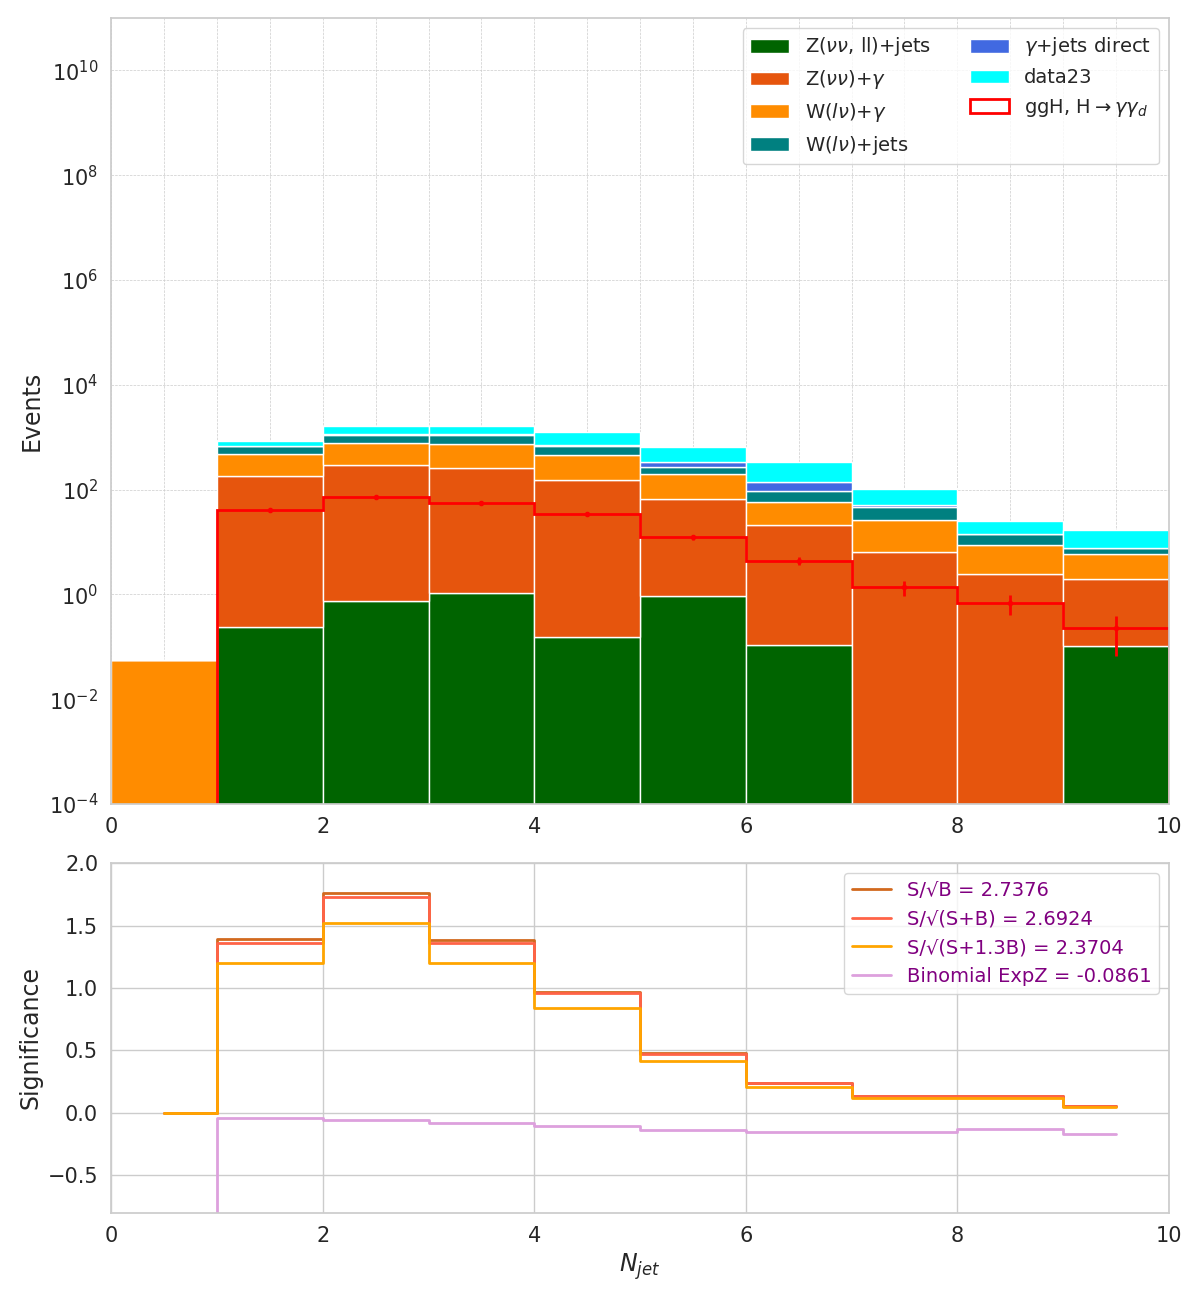 Z(νν, ll)+jets
Z(νν)+γ
W(lν)+γ
W(lν)+jets
γ+jets direct
data23
ggH, H→γγ_d
Events
10^10
10^8
10^6
10^4
10^2
10^0
10^−2
10^−4
0 2 4 6 8 10
S/√B = 2.7376
S/√(S+B) = 2.6924
S/√(S+1.3B) = 2.3704
Binomial ExpZ = -0.0861
Significance
2.0
1.5
1.0
0.5
0.0
−0.5
0 2 4 6 8 10
N_jet